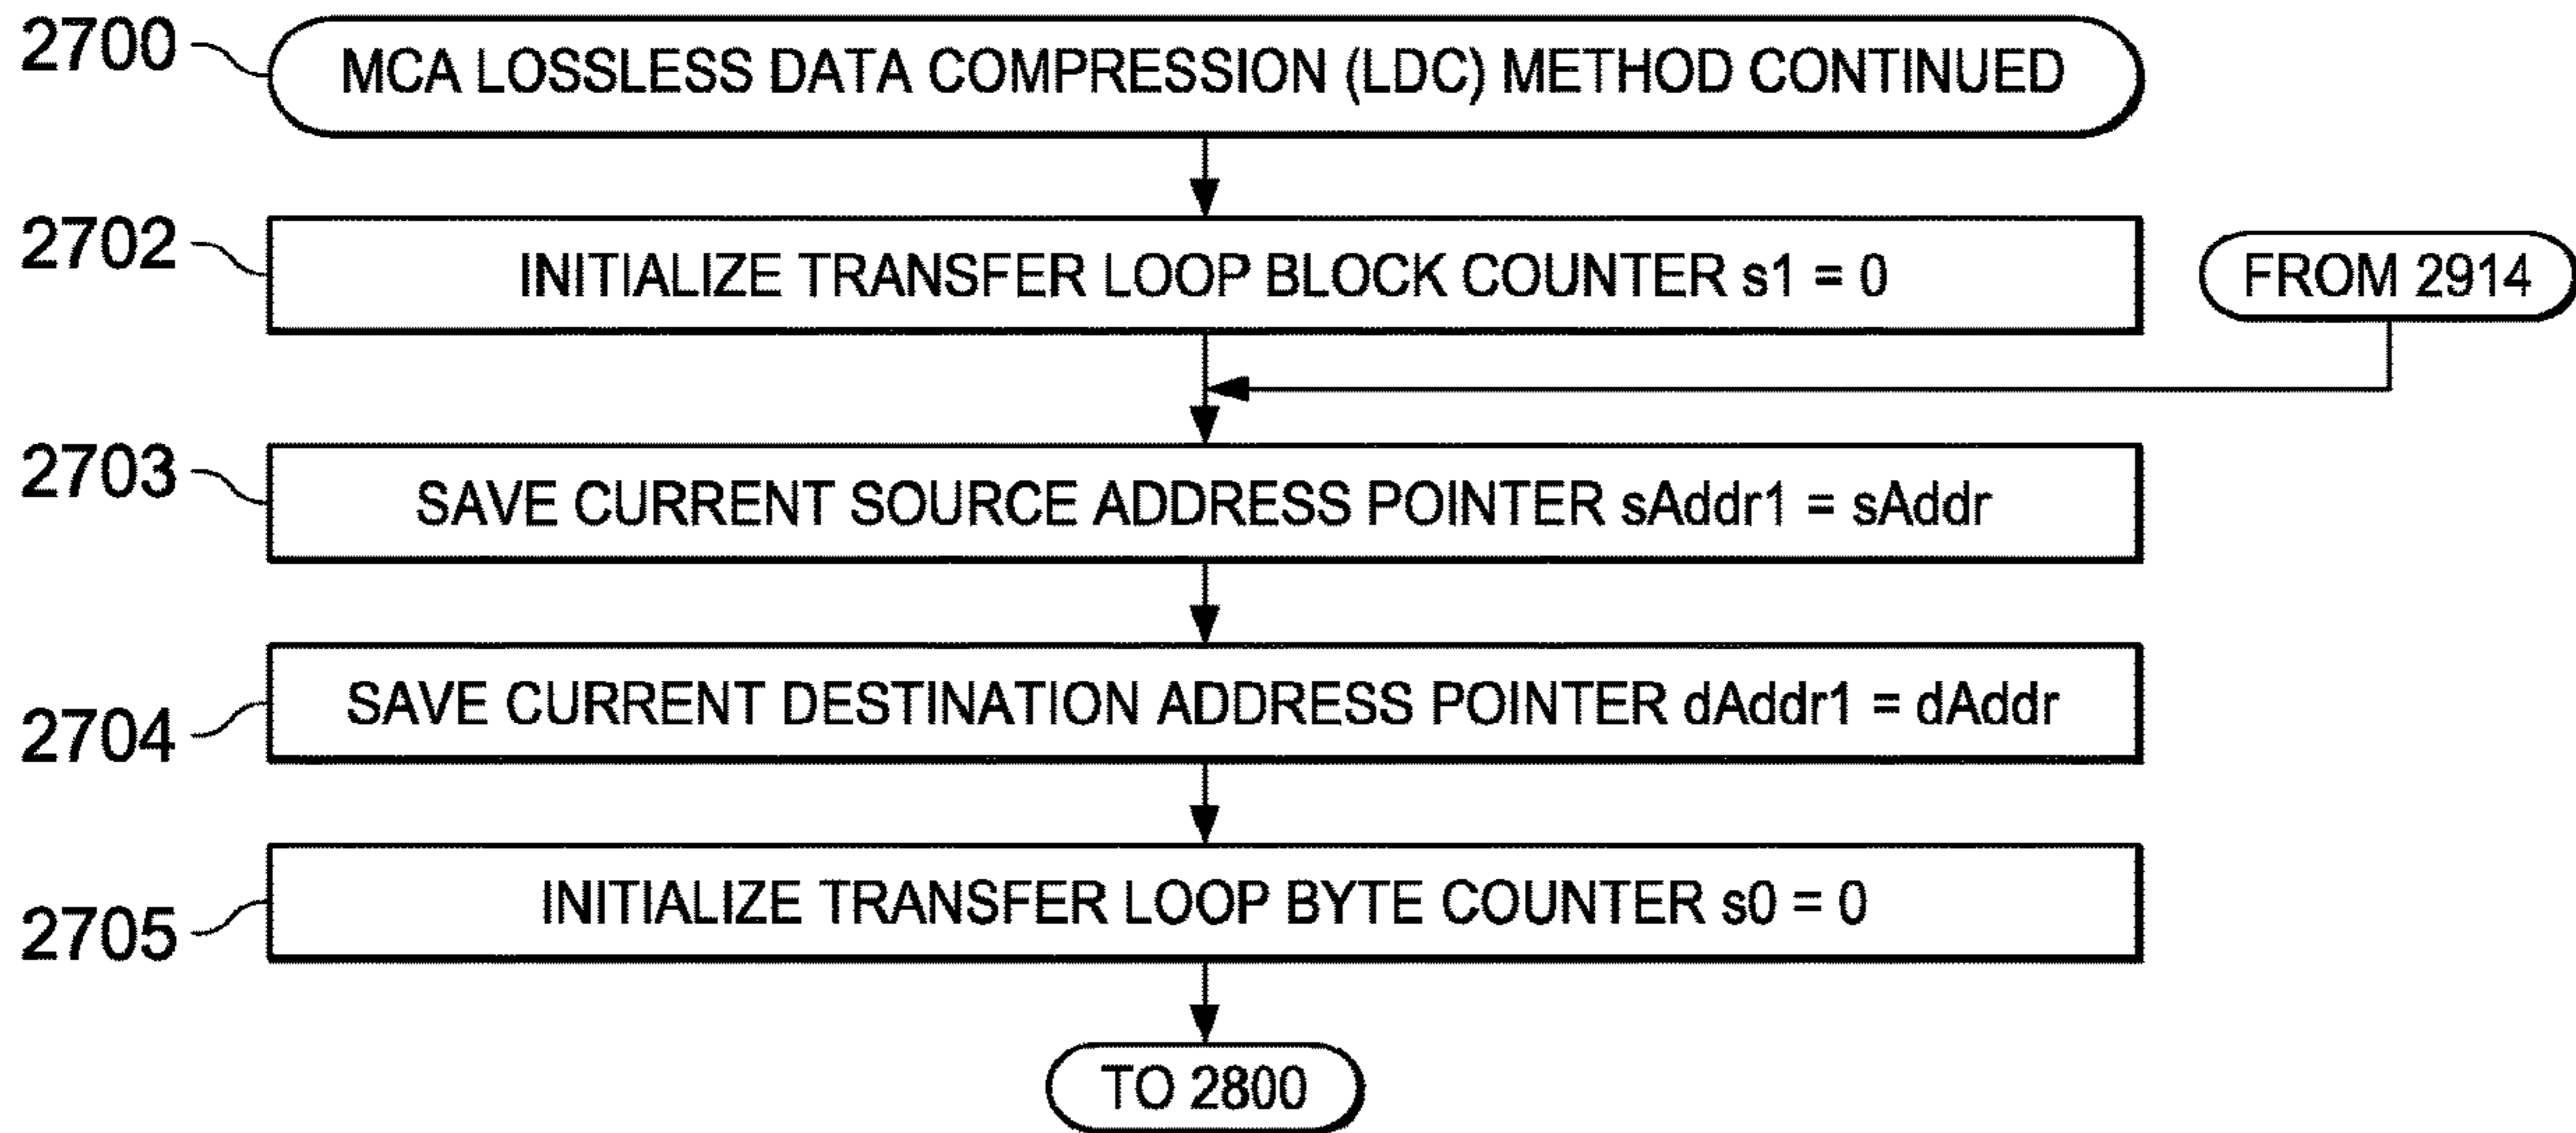 2700
MCA LOSSLESS DATA COMPRESSION (LDC) METHOD CONTINUED
2702
INITIALIZE TRANSFER LOOP BLOCK COUNTER s1 = 0
FROM 2914
2703
SAVE CURRENT SOURCE ADDRESS POINTER sAddr1 = sAddr
2704
SAVE CURRENT DESTINATION ADDRESS POINTER dAddr1 = dAddr
2705
INITIALIZE TRANSFER LOOP BYTE COUNTER s0 = 0
TO 2800